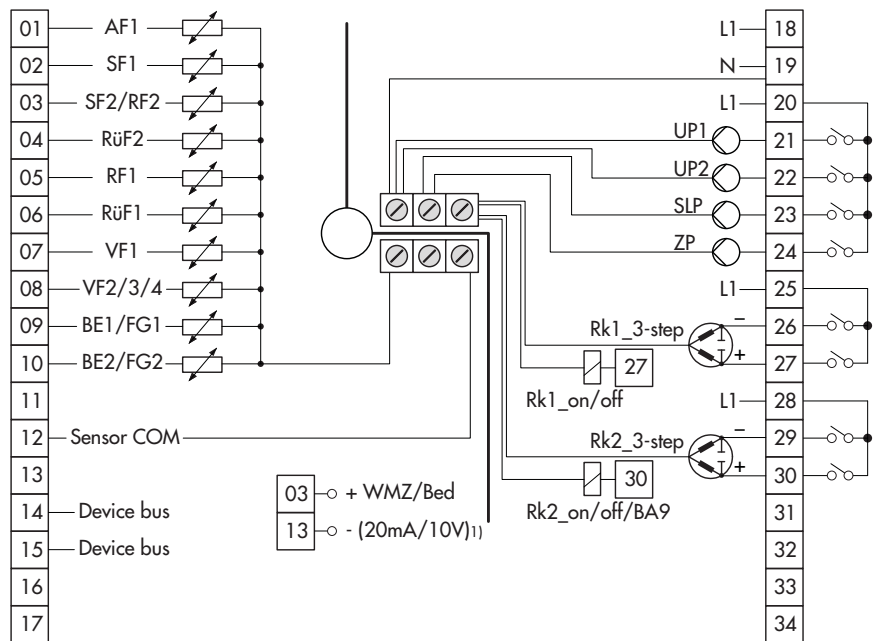 01 AF1
02 SF1
03 SF2/RF2
04 RüF2
05 RF1
06 RüF1
07 VF1
08 VF2/3/4
09 BE1/FG1
10 BE2/FG2
11
12 Sensor COM
13
14 Device bus
15 Device bus
16
17
03 + WMZ/Bed
13 - (20mA/10V)1)
L1 18
N 19
L1 20
UP1 21
UP2 22
SLP 23
ZP 24
L1 25
Rk1_3-step − 26
+ 27
27
Rk1_on/off
L1 28
Rk2_3-step − 29
+ 30
30
Rk2_on/off/BA9
31
32
33
34